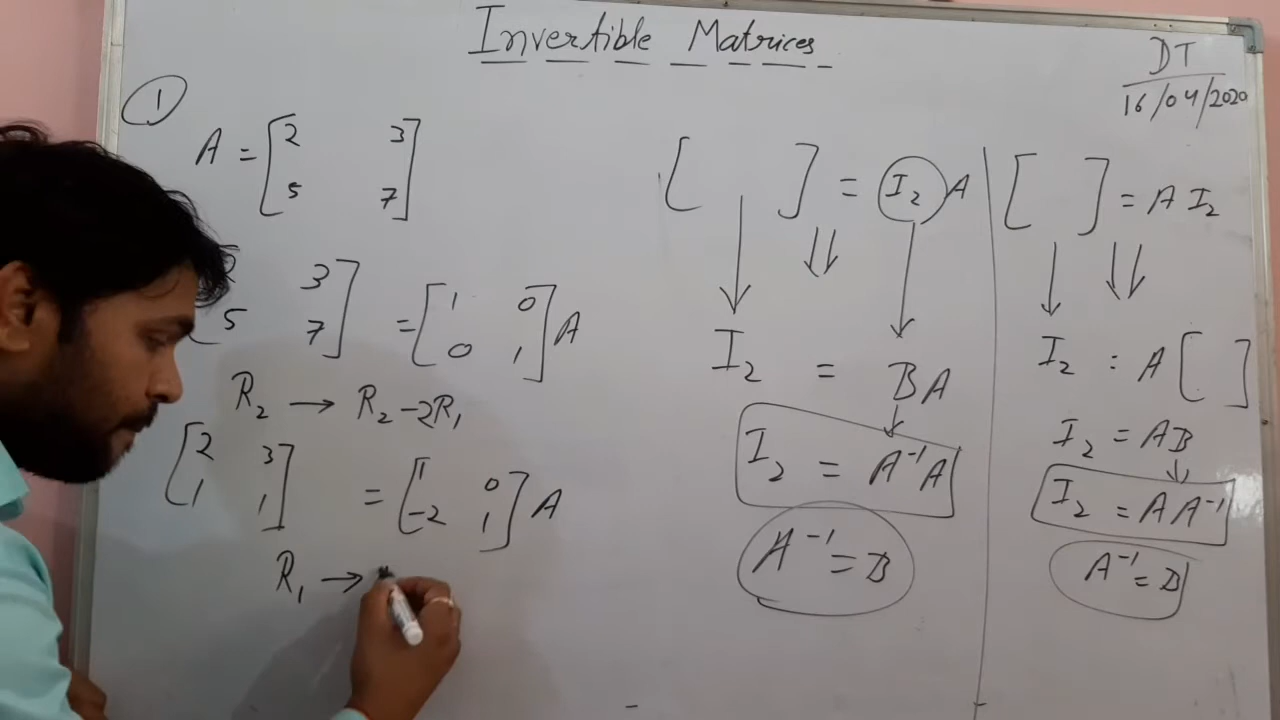 Invertible Matrices
DT
16/04/2020
1
A = [2 3
5 7]
3]
5 7] = [1 0
0 1] A
R₂ → R₂ -2R₁
[2 3
1 1] = [1 0
-2 1] A
R₁ →
[ ] = I₂ A
⇓
I₂ = BA
I₂ = A⁻¹A
A⁻¹ = B
[ ] = A I₂
⇓
I₂ : A [ ]
I₂ = AB
I₂ = A A⁻¹
A⁻¹ = B